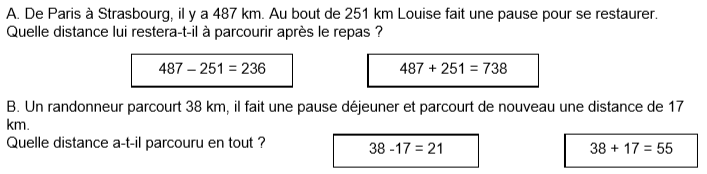 A. De Paris à Strasbourg, il y a 487 km. Au bout de 251 km Louise fait une pause pour se restaurer.
Quelle distance lui restera-t-il à parcourir après le repas ?
487 – 251 = 236
487 + 251 = 738
B. Un randonneur parcourt 38 km, il fait une pause déjeuner et parcourt de nouveau une distance de 17
km.
Quelle distance a-t-il parcouru en tout ?
38 -17 = 21
38 + 17 = 55